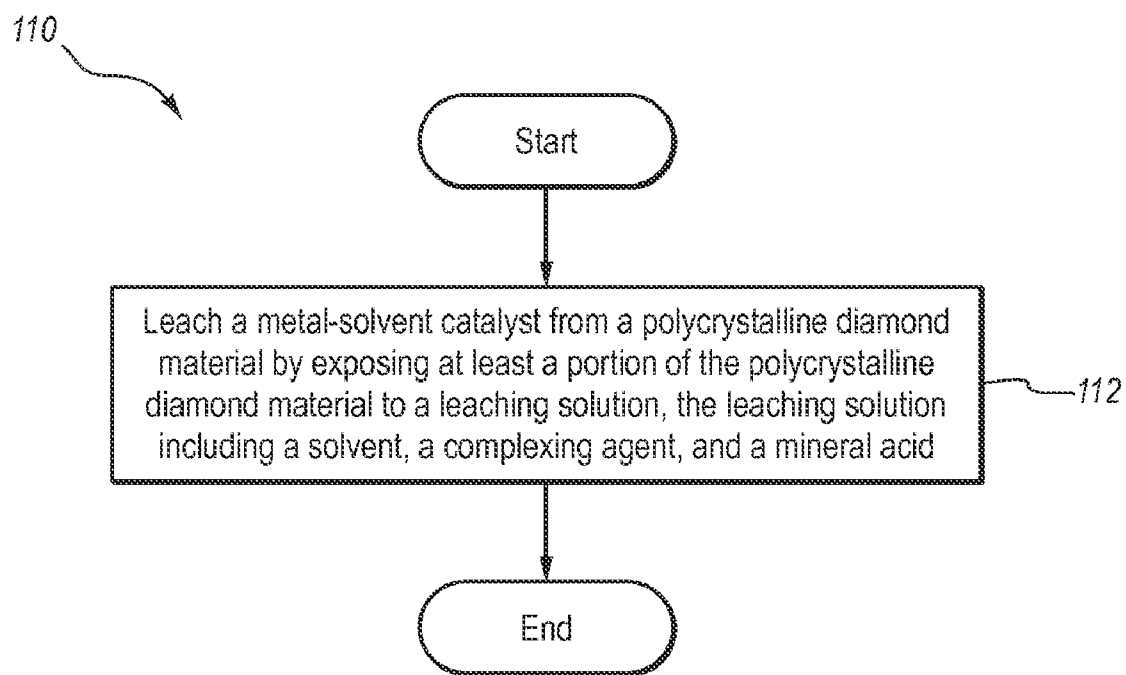 110
Start
Leach a metal-solvent catalyst from a polycrystalline diamond
material by exposing at least a portion of the polycrystalline
diamond material to a leaching solution, the leaching solution
including a solvent, a complexing agent, and a mineral acid
112
End